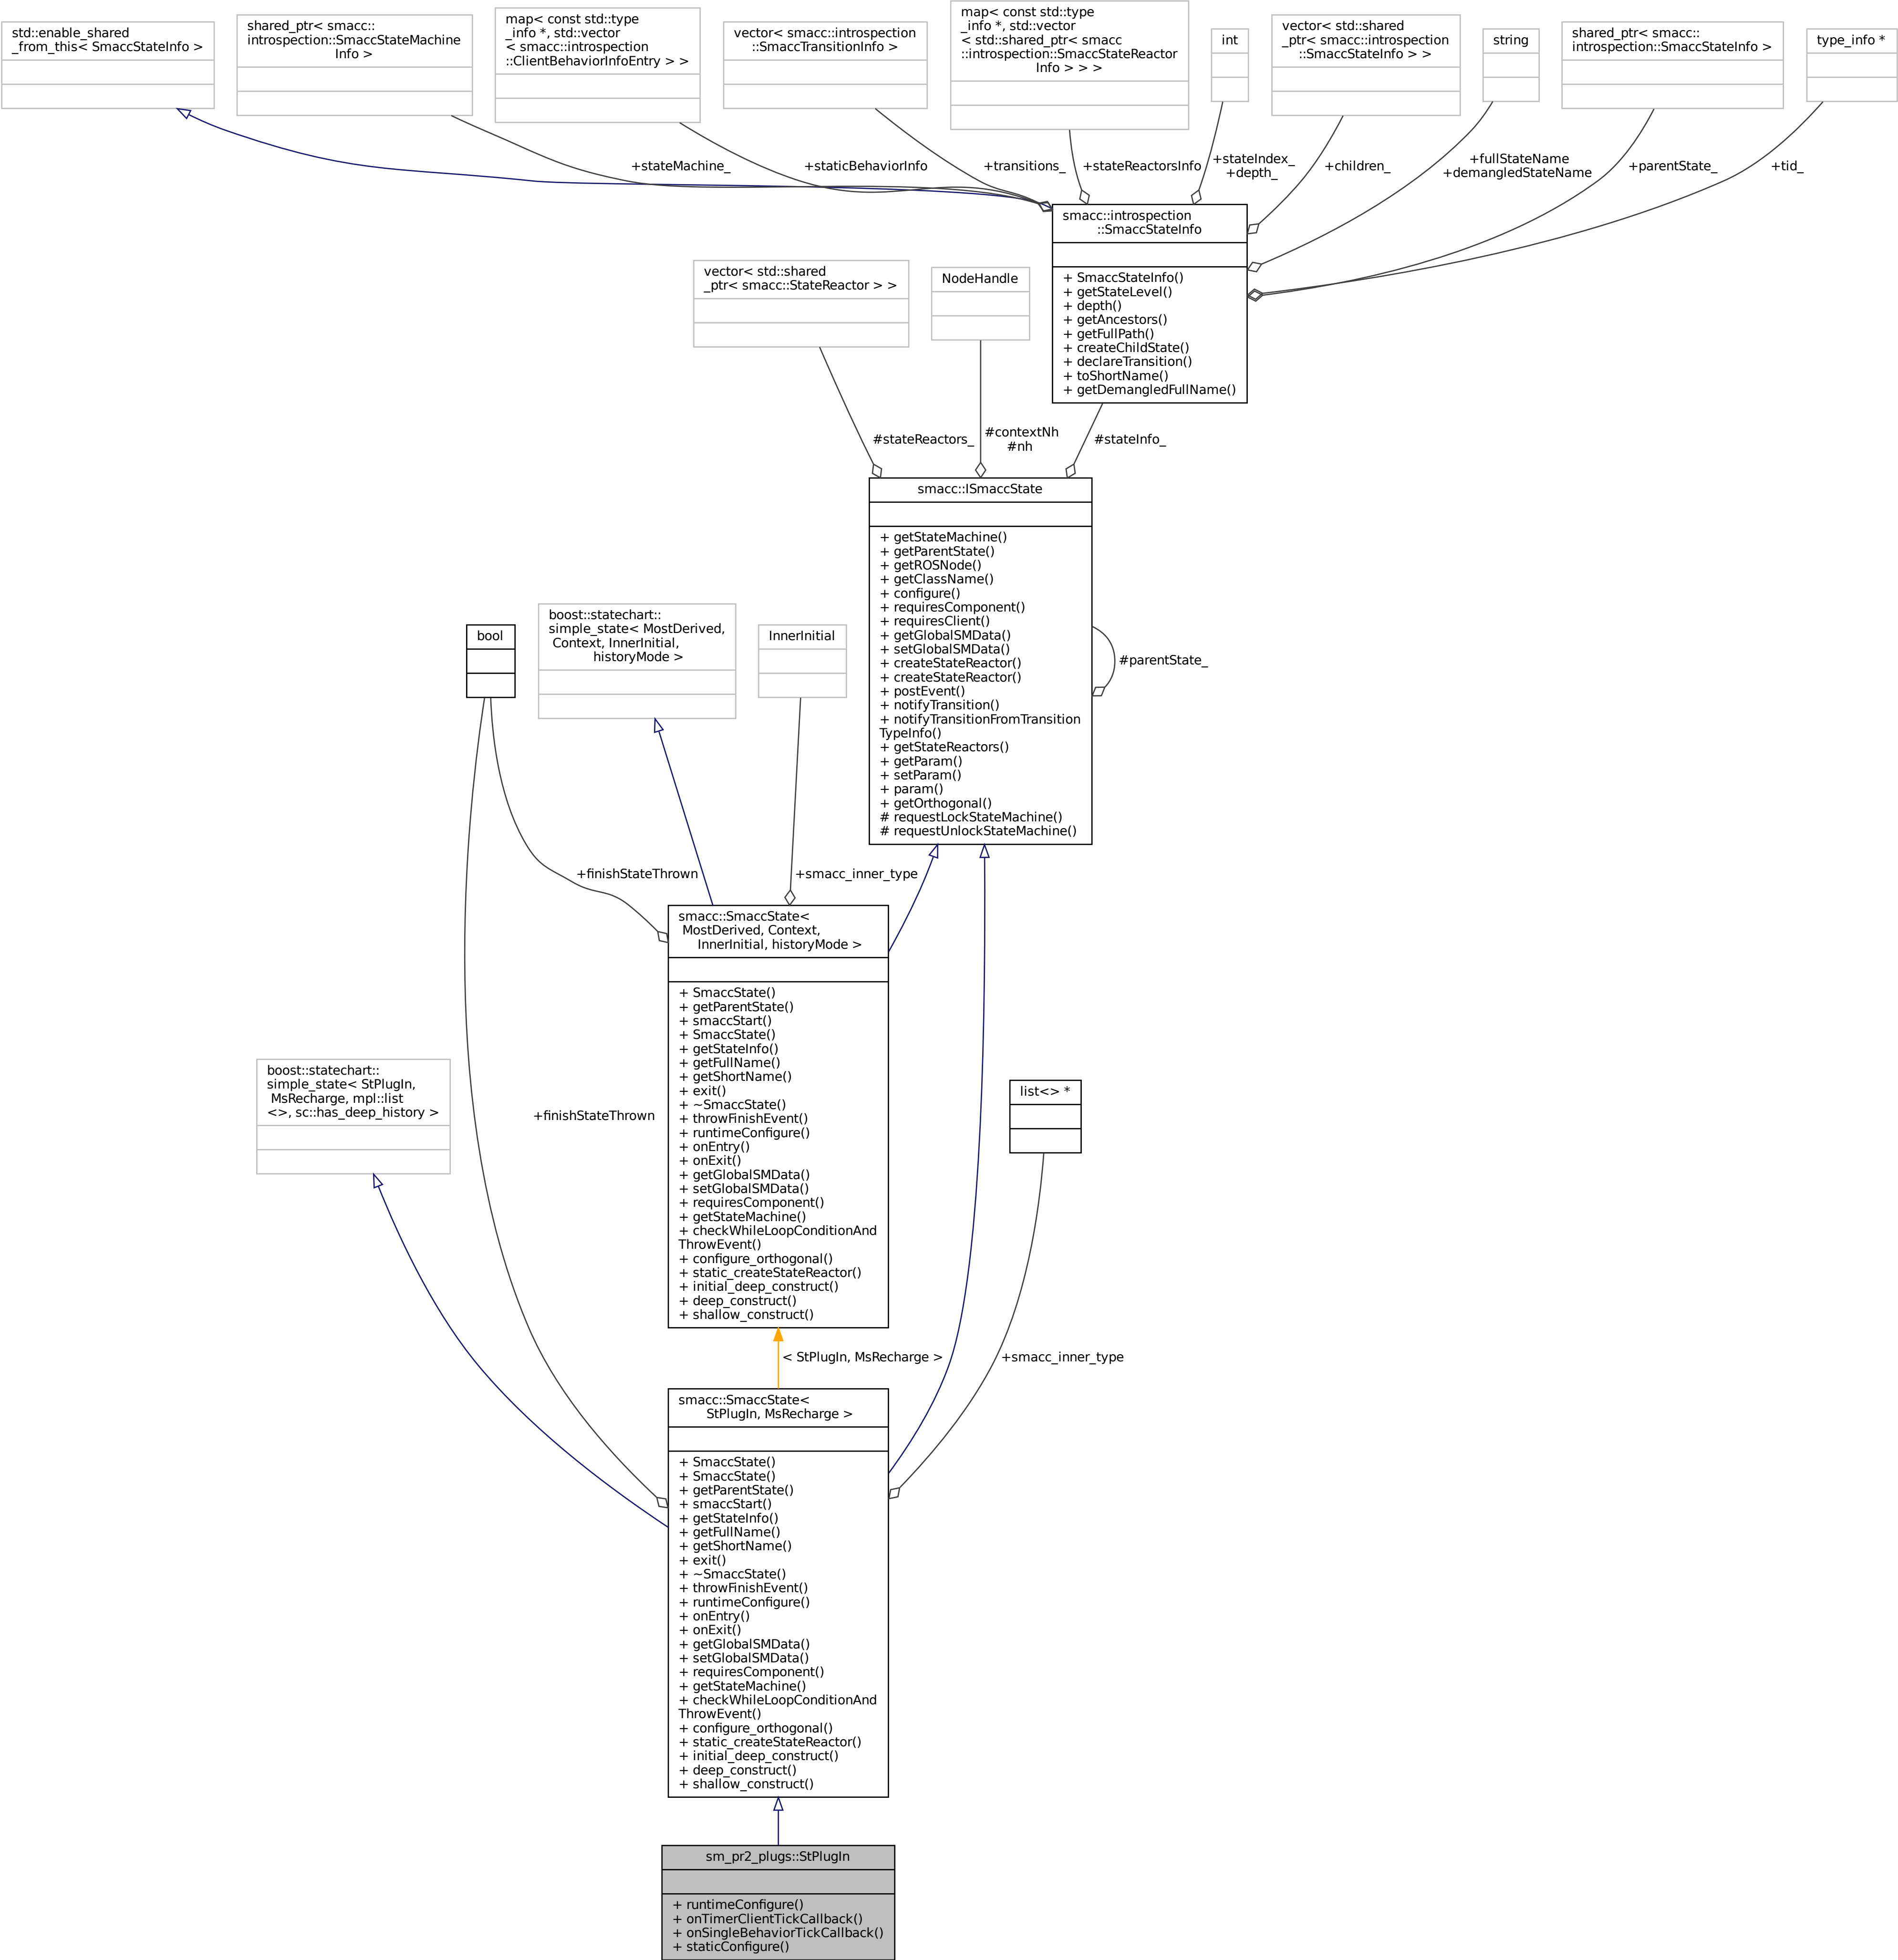 std::enable_shared
_from_this< SmaccStateInfo >
shared_ptr< smacc::
introspection::SmaccStateMachine
Info >
map< const std::type
_info *, std::vector
< smacc::introspection
::ClientBehaviorInfoEntry > >
vector< smacc::introspection
::SmaccTransitionInfo >
map< const std::type
_info *, std::vector
< std::shared_ptr< smacc
::introspection::SmaccStateReactor
Info > > >
int
vector< std::shared
_ptr< smacc::introspection
::SmaccStateInfo > >
string
shared_ptr< smacc::
introspection::SmaccStateInfo >
type_info *
+stateMachine_
+staticBehaviorInfo
+transitions_
+stateReactorsInfo
+stateIndex_
+depth_
+children_
+fullStateName
+demangledStateName
+parentState_
+tid_
smacc::introspection
::SmaccStateInfo
+ SmaccStateInfo()
+ getStateLevel()
+ depth()
+ getAncestors()
+ getFullPath()
+ createChildState()
+ declareTransition()
+ toShortName()
+ getDemangledFullName()
vector< std::shared
_ptr< smacc::StateReactor > >
NodeHandle
#stateReactors_
#contextNh
#nh
#stateInfo_
smacc::ISmaccState
+ getStateMachine()
+ getParentState()
+ getROSNode()
+ getClassName()
+ configure()
+ requiresComponent()
+ requiresClient()
+ getGlobalSMData()
+ setGlobalSMData()
+ createStateReactor()
+ createStateReactor()
+ postEvent()
+ notifyTransition()
+ notifyTransitionFromTransition
TypeInfo()
+ getStateReactors()
+ getParam()
+ setParam()
+ param()
+ getOrthogonal()
# requestLockStateMachine()
# requestUnlockStateMachine()
#parentState_
bool
boost::statechart::
simple_state< MostDerived,
Context, InnerInitial,
historyMode >
InnerInitial
+finishStateThrown
+smacc_inner_type
smacc::SmaccState<
MostDerived, Context,
InnerInitial, historyMode >
+ SmaccState()
+ getParentState()
+ smaccStart()
+ SmaccState()
+ getStateInfo()
+ getFullName()
+ getShortName()
+ exit()
+ ~SmaccState()
+ throwFinishEvent()
+ runtimeConfigure()
+ onEntry()
+ onExit()
+ getGlobalSMData()
+ setGlobalSMData()
+ requiresComponent()
+ getStateMachine()
+ checkWhileLoopConditionAnd
ThrowEvent()
+ configure_orthogonal()
+ static_createStateReactor()
+ initial_deep_construct()
+ deep_construct()
+ shallow_construct()
boost::statechart::
simple_state< StPlugIn,
MsRecharge, mpl::list
<>, sc::has_deep_history >
+finishStateThrown
list<> *
< StPlugIn, MsRecharge >
+smacc_inner_type
smacc::SmaccState<
StPlugIn, MsRecharge >
+ SmaccState()
+ SmaccState()
+ getParentState()
+ smaccStart()
+ getStateInfo()
+ getFullName()
+ getShortName()
+ exit()
+ ~SmaccState()
+ throwFinishEvent()
+ runtimeConfigure()
+ onEntry()
+ onExit()
+ getGlobalSMData()
+ setGlobalSMData()
+ requiresComponent()
+ getStateMachine()
+ checkWhileLoopConditionAnd
ThrowEvent()
+ configure_orthogonal()
+ static_createStateReactor()
+ initial_deep_construct()
+ deep_construct()
+ shallow_construct()
sm_pr2_plugs::StPlugIn
+ runtimeConfigure()
+ onTimerClientTickCallback()
+ onSingleBehaviorTickCallback()
+ staticConfigure()